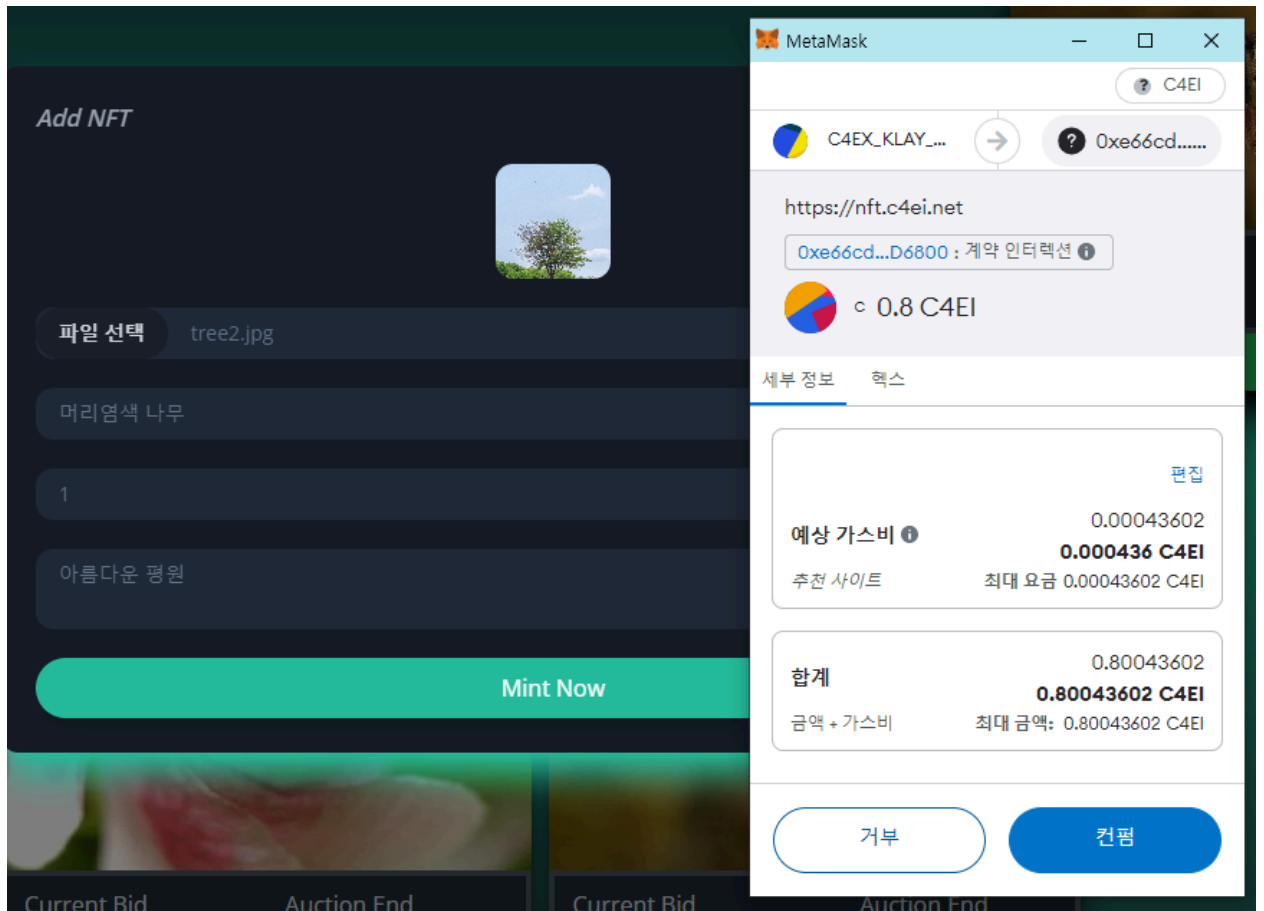 Add NFT
파일 선택 tree2.jpg
머리염색 나무
1
아름다운 평원
Mint Now
Current Bid Auction End
Current Bid Auction End
MetaMask
? C4EI
C4EX_KLAY_...
? 0xe66cd......
https://nft.c4ei.net
0xe66cd...D6800 : 계약 인터렉션
C 0.8 C4EI
세부 정보 헥스
편집
예상 가스비 0.00043602
0.000436 C4EI
추천 사이트 최대 요금 0.00043602 C4EI
합계 0.80043602
0.80043602 C4EI
금액 + 가스비 최대 금액: 0.80043602 C4EI
거부 컨펌